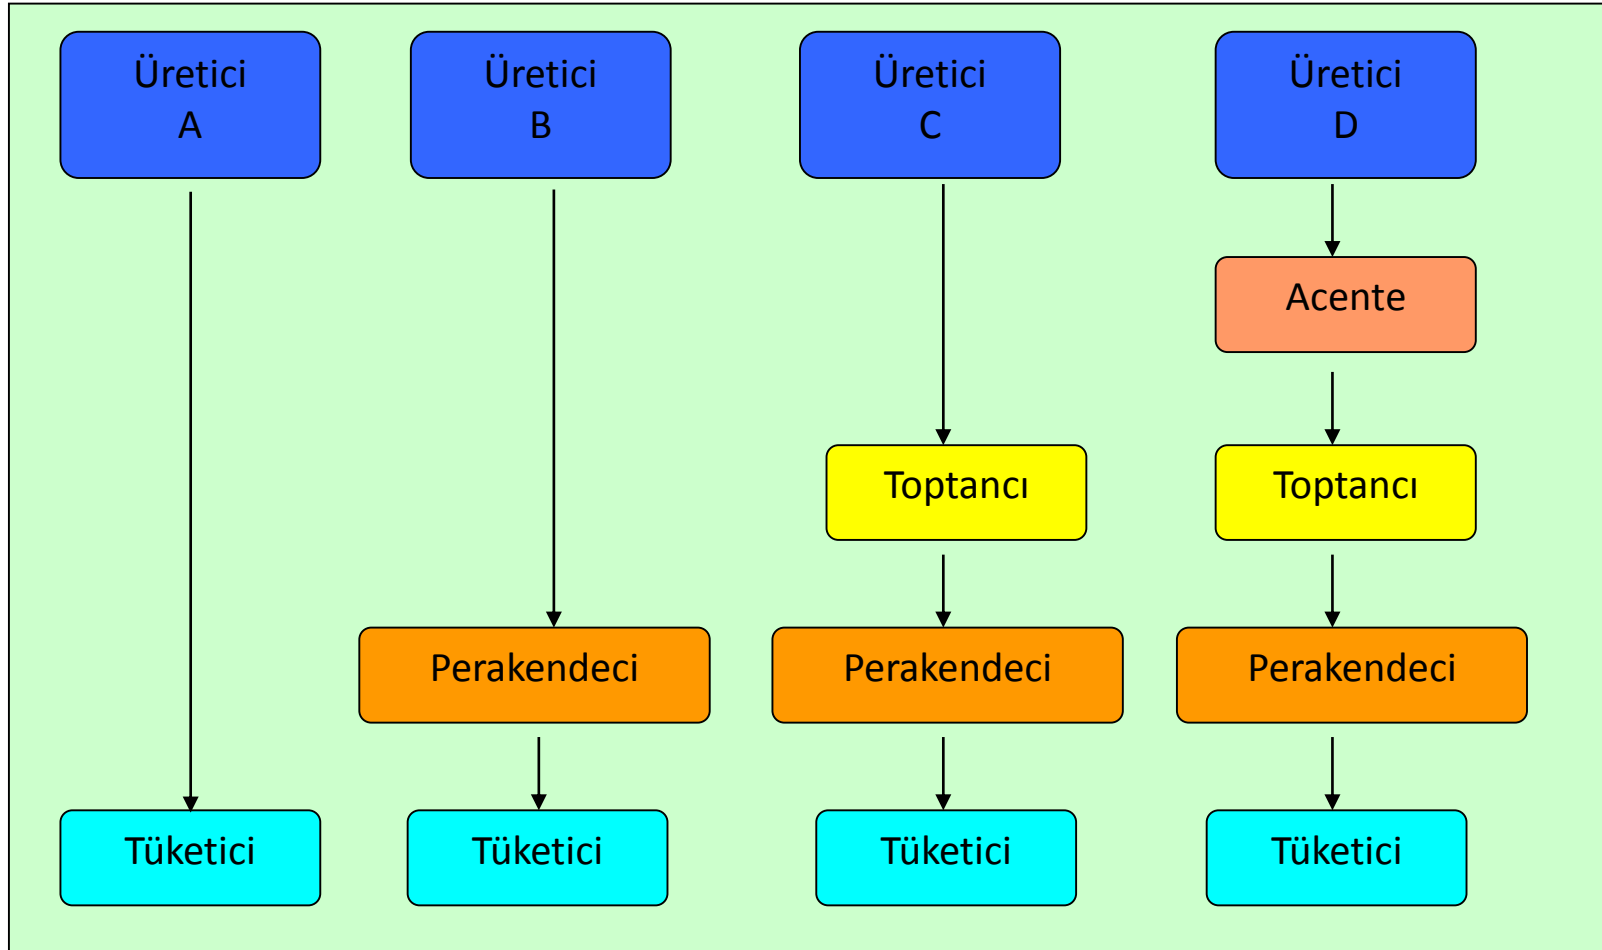 Üretici
A
Üretici
B
Üretici
C
Üretici
D
Acente
Toptancı
Toptancı
Perakendeci
Perakendeci
Perakendeci
Tüketici
Tüketici
Tüketici
Tüketici